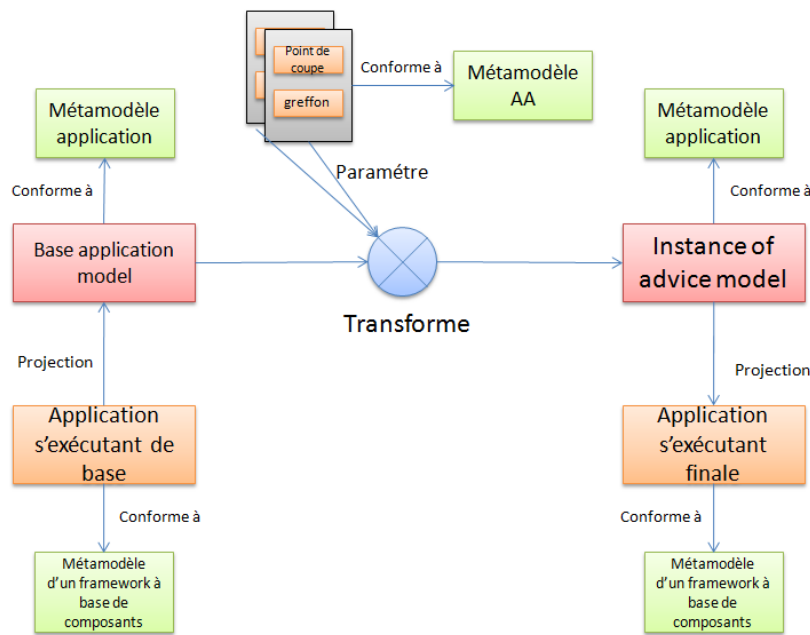 Point de
coupe
greffon
Conforme à
Métamodèle
AA
Métamodèle
application
Métamodèle
application
Paramétre
Conforme à
Conforme à
Base application
model
Instance of
advice model
Transforme
Projection
Projection
Application
s’exécutant de
base
Application
s’exécutant
finale
Conforme à
Conforme à
Métamodèle
d’un framework à
base de
composants
Métamodèle
d’un framework à
base de
composants